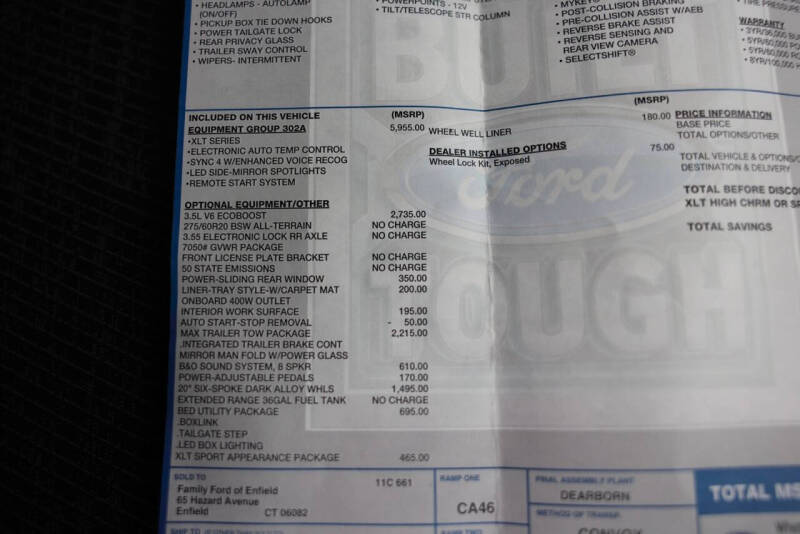 • HEADLAMPS - AUTOLAMP
(ON/OFF)
• PICKUP BOX TIE DOWN HOOKS
• POWER TAILGATE LOCK
• REAR PRIVACY GLASS
• TRAILER SWAY CONTROL
• WIPERS- INTERMITTENT
• POWERPOINTS - 12V
• TILT/TELESCOPE STR COLUMN
• POST-COLLISION BRAKING
• PRE-COLLISION ASSIST W/AEB
• REVERSE BRAKE ASSIST
• REVERSE SENSING AND
REAR VIEW CAMERA
• SELECTSHIFT®
WARRANTY
BUILT
Ford
TOUGH
INCLUDED ON THIS VEHICLE (MSRP)
EQUIPMENT GROUP 302A 5,955.00
•XLT SERIES
•ELECTRONIC AUTO TEMP CONTROL
•SYNC 4 W/ENHANCED VOICE RECOG
•LED SIDE-MIRROR SPOTLIGHTS
•REMOTE START SYSTEM
OPTIONAL EQUIPMENT/OTHER
3.5L V6 ECOBOOST 2,735.00
275/60R20 BSW ALL-TERRAIN NO CHARGE
3.55 ELECTRONIC LOCK RR AXLE NO CHARGE
7050# GVWR PACKAGE
FRONT LICENSE PLATE BRACKET NO CHARGE
50 STATE EMISSIONS NO CHARGE
POWER-SLIDING REAR WINDOW 350.00
LINER-TRAY STYLE-W/CARPET MAT 200.00
ONBOARD 400W OUTLET
INTERIOR WORK SURFACE 195.00
AUTO START-STOP REMOVAL - 50.00
MAX TRAILER TOW PACKAGE 2,215.00
.INTEGRATED TRAILER BRAKE CONT
MIRROR MAN FOLD W/POWER GLASS
B&O SOUND SYSTEM, 8 SPKR 610.00
POWER-ADJUSTABLE PEDALS 170.00
20" SIX-SPOKE DARK ALLOY WHLS 1,495.00
EXTENDED RANGE 36GAL FUEL TANK NO CHARGE
BED UTILITY PACKAGE 695.00
.BOXLINK
.TAILGATE STEP
.LED BOX LIGHTING
XLT SPORT APPEARANCE PACKAGE 465.00
(MSRP)
WHEEL WELL LINER 180.00
DEALER INSTALLED OPTIONS
Wheel Lock Kit, Exposed 75.00
PRICE INFORMATION
BASE PRICE
TOTAL OPTIONS/OTHER
TOTAL VEHICLE & OPTIONS/O
DESTINATION & DELIVERY
TOTAL BEFORE DISCO
XLT HIGH CHRM OR SP
TOTAL SAVINGS
SOLD TO
Family Ford of Enfield 11C 661
65 Hazard Avenue
Enfield CT 06082
RAMP ONE
CA46
FINAL ASSEMBLY PLANT
DEARBORN
METHOD OF TRANSP.
CONVOY
TOTAL MS